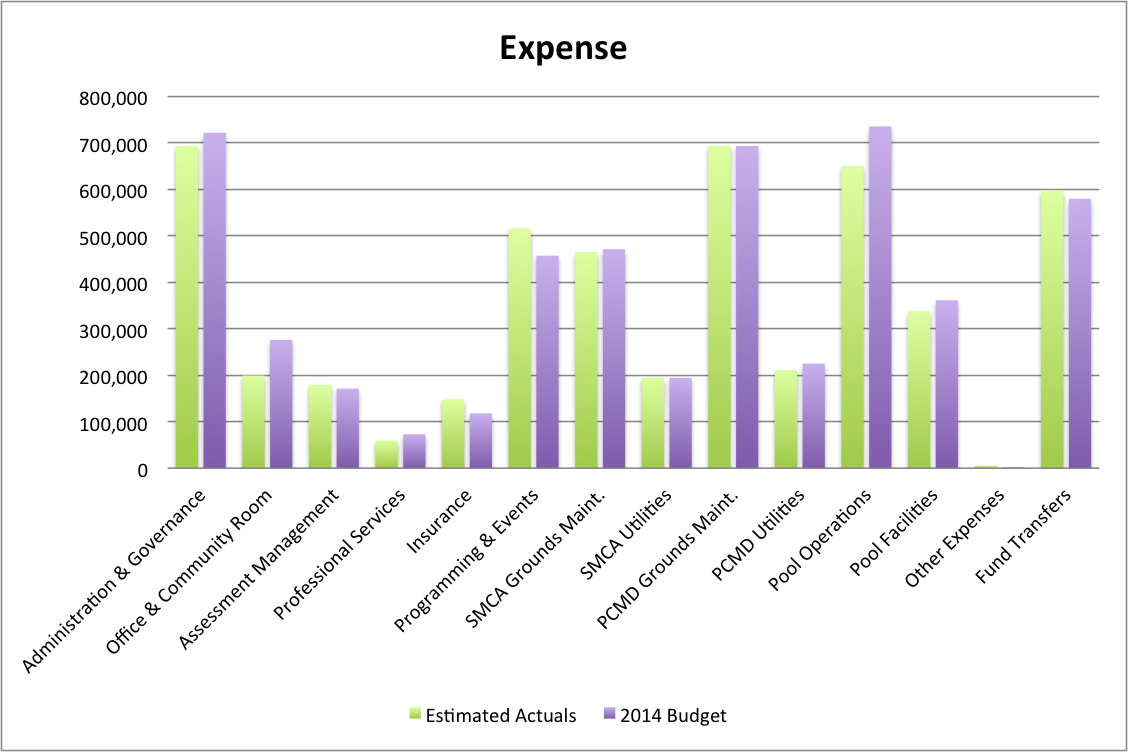 Expense
800,000
700,000
600,000
500,000
400,000
300,000
200,000
100,000
0
Administration & Governance
Office & Community Room
Assessment Management
Professional Services
Insurance
Programming & Events
SMCA Grounds Maint.
SMCA Utilities
PCMD Grounds Maint.
PCMD Utilities
Pool Operations
Pool Facilities
Other Expenses
Fund Transfers
Estimated Actuals
2014 Budget